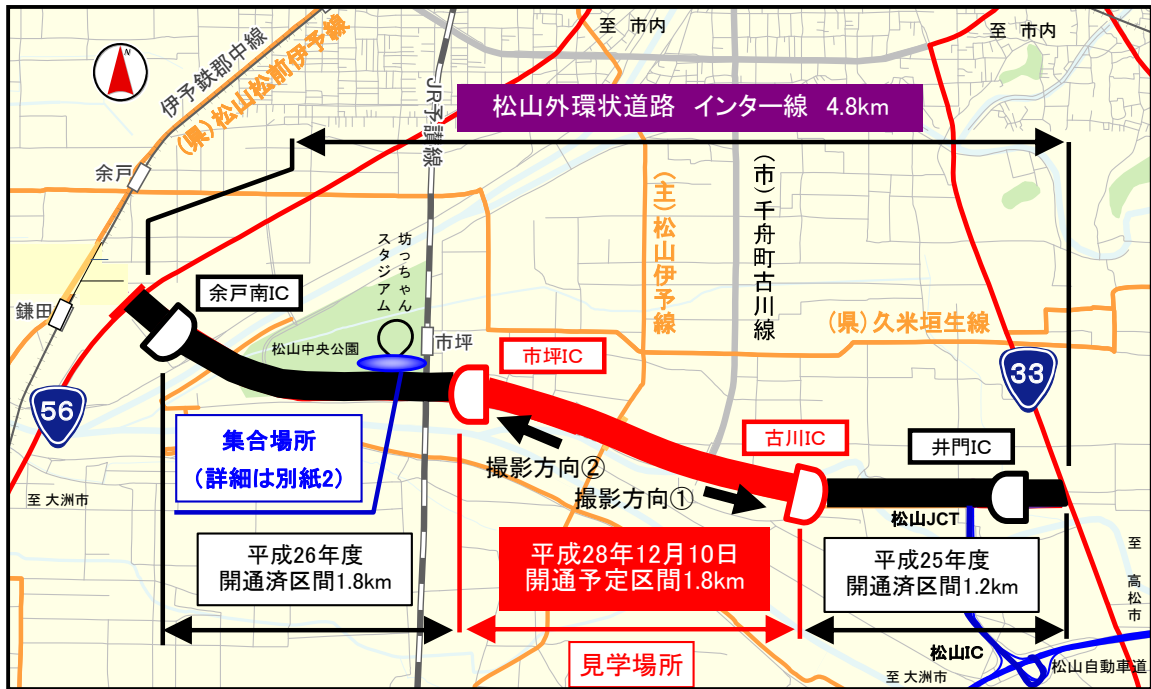 至 市内
至 市内
N
伊予鉄郡中線
(県)松山松前伊予線
JR予讃線
松山外環状道路 インター線 4.8km
余戸
(主)松山伊予線
(市)千舟町古川線
坊っちゃん
スタジアム
余戸南IC
鎌田
松山中央公園
市坪
市坪IC
(県)久米垣生線
33
56
集合場所
(詳細は別紙2)
撮影方向②
撮影方向①
古川IC
井門IC
至 大洲市
松山JCT
平成26年度
開通済区間1.8km
平成28年12月10日
開通予定区間1.8km
平成25年度
開通済区間1.2km
至 高松市
見学場所
松山IC
至 大洲市
松山自動車道